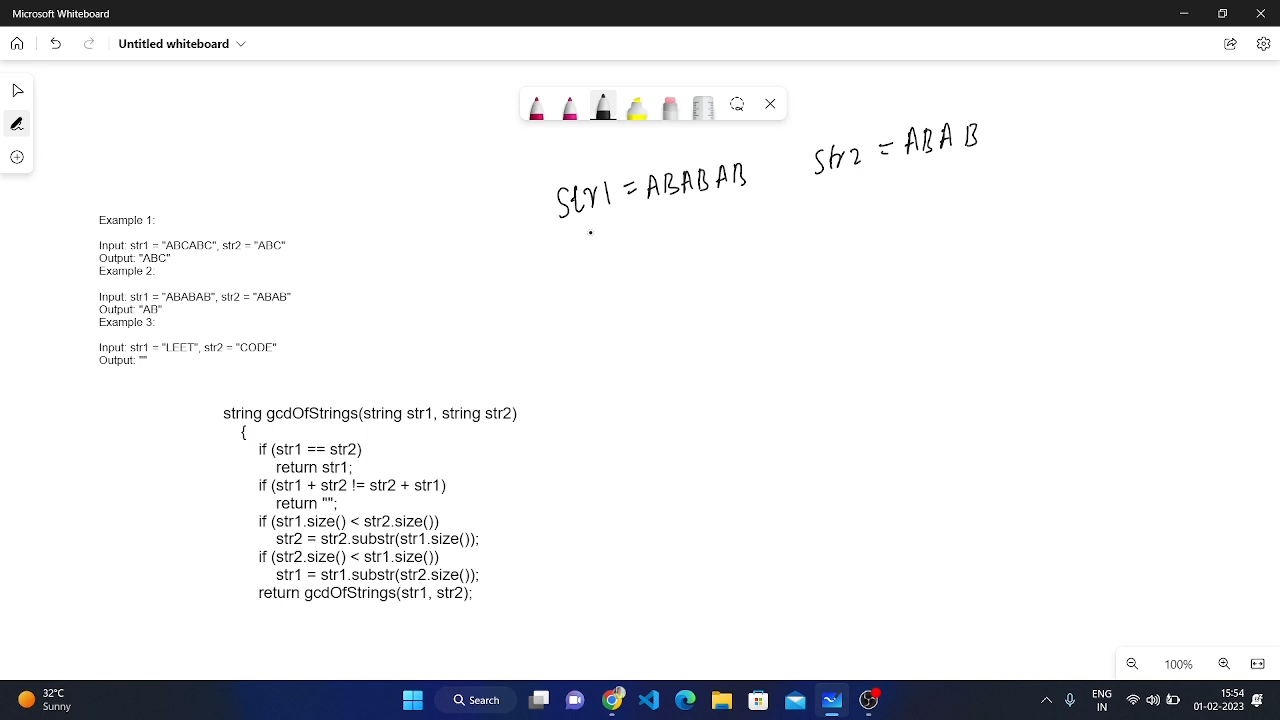 Microsoft Whiteboard
Untitled whiteboard
str2 = ABAB
str1 = ABABAB
Example 1:
Input: str1 = "ABCABC", str2 = "ABC"
Output: "ABC"
Example 2:
Input: str1 = "ABABAB", str2 = "ABAB"
Output: "AB"
Example 3:
Input: str1 = "LEET", str2 = "CODE"
Output: ""
string gcdOfStrings(string str1, string str2)
{
if (str1 == str2)
return str1;
if (str1 + str2 != str2 + str1)
return "";
if (str1.size() < str2.size())
str2 = str2.substr(str1.size());
if (str2.size() < str1.size())
str1 = str1.substr(str2.size());
return gcdOfStrings(str1, str2);
100%
32°C
Sunny
Search
ENG
IN
15:54
01-02-2023